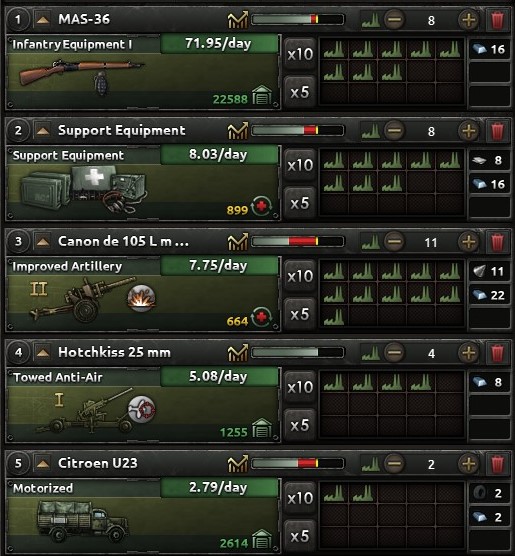 1 MAS-36 8
Infantry Equipment I 71.95/day x10 16
22588 x5
2 Support Equipment 8
Support Equipment 8.03/day x10 8
16
899 x5
3 Canon de 105 L m ... 11
Improved Artillery 7.75/day x10 11
II 22
664 x5
4 Hotchkiss 25 mm 4
Towed Anti-Air 5.08/day x10 8
I
1255 x5
5 Citroen U23 2
Motorized 2.79/day x10 2
2
2614 x5